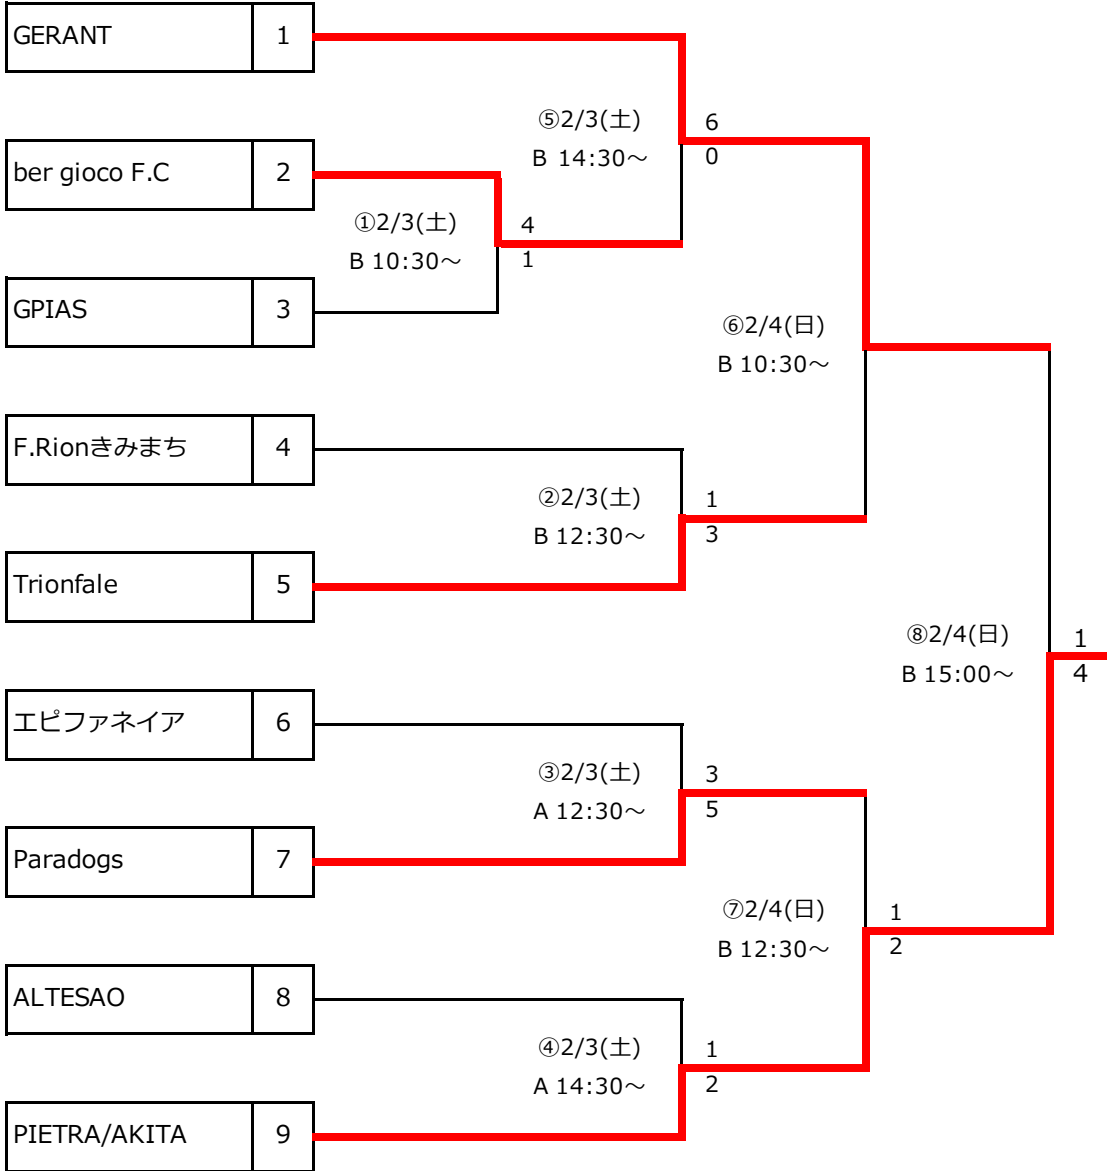 GERANT 1
⑤2/3(土)
B 14:30～
6
0
ber gioco F.C 2
①2/3(土)
B 10:30～
4
1
GPIAS 3
⑥2/4(日)
B 10:30～
F.Rionきみまち 4
②2/3(土)
B 12:30～
1
3
Trionfale 5
⑧2/4(日)
B 15:00～
1
4
エピファネイア 6
③2/3(土)
A 12:30～
3
5
Paradogs 7
⑦2/4(日)
B 12:30～
1
2
ALTESAO 8
④2/3(土)
A 14:30～
1
2
PIETRA/AKITA 9